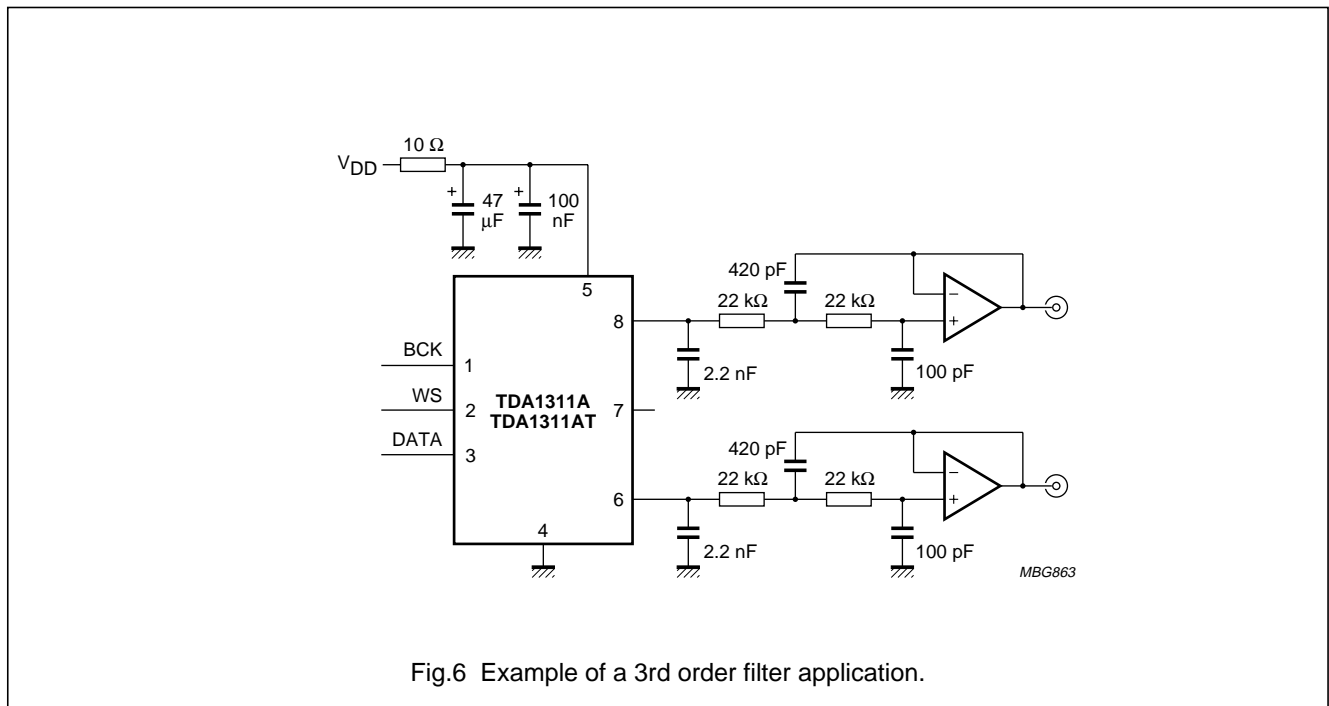 10 Ω
VDD
+ 47 μF
+ 100 nF
5
420 pF
22 kΩ 22 kΩ
−
+
8
2.2 nF
100 pF
BCK 1
WS 2
DATA 3
TDA1311A
TDA1311AT
7
420 pF
22 kΩ 22 kΩ
−
+
6
2.2 nF
100 pF
4
MBG863
Fig.6 Example of a 3rd order filter application.